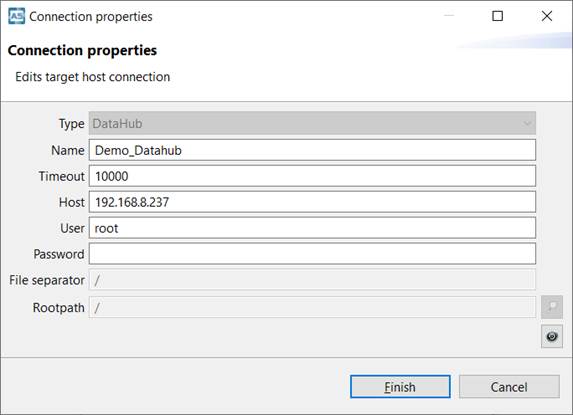 AS Connection properties
Connection properties
Edits target host connection
Type DataHub
Name Demo_Datahub
Timeout 10000
Host 192.168.8.237
User root
Password
File separator /
Rootpath /
Finish Cancel